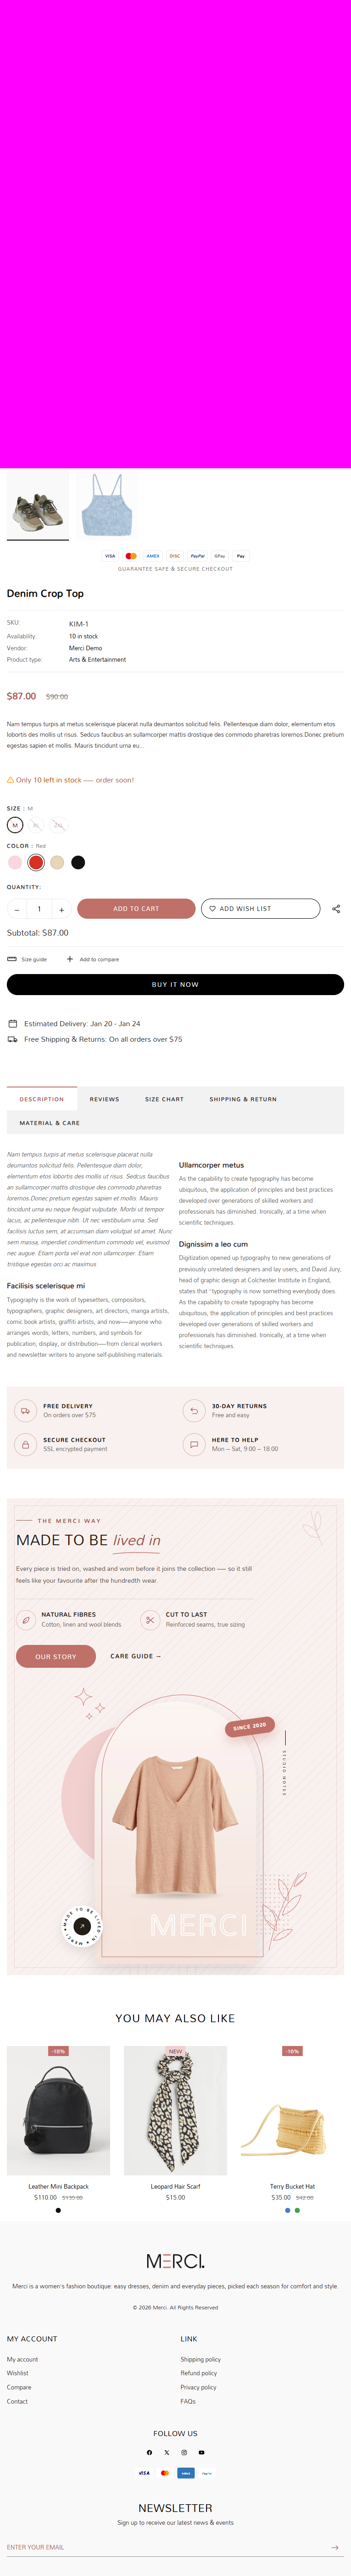 VISA AMEX DISC PayPal GPay Pay
GUARANTEE SAFE & SECURE CHECKOUT
Denim Crop Top
SKU: KIM-1
Availability: 10 in stock
Vendor: Merci Demo
Product type: Arts & Entertainment
$87.00 $90.00
Nam tempus turpis at metus scelerisque placerat nulla deumantos solicitud felis. Pellentesque diam dolor, elementum etos
lobortis des mollis ut risus. Sedcus faucibus an sullamcorper mattis drostique des commodo pharetras loremos.Donec pretium
egestas sapien et mollis. Mauris tincidunt urna eu...
Only 10 left in stock — order soon!
SIZE : M
M XL 2XL
COLOR : Red
QUANTITY:
− 1 +
ADD TO CART
ADD WISH LIST
Subtotal: $87.00
Size guide
Add to compare
BUY IT NOW
Estimated Delivery: Jan 20 - Jan 24
Free Shipping & Returns: On all orders over $75
DESCRIPTION REVIEWS SIZE CHART SHIPPING & RETURN
MATERIAL & CARE
Nam tempus turpis at metus scelerisque placerat nulla
deumantos solicitud felis. Pellentesque diam dolor,
elementum etos lobortis des mollis ut risus. Sedcus faucibus
an sullamcorper mattis drostique des commodo pharetras
loremos.Donec pretium egestas sapien et mollis. Mauris
tincidunt urna eu neque feugiat vulputate. Morbi ut tempor
lacus, ac pellentesque nibh. Ut nec vestibulum urna. Sed
facilisis luctus sem, at accumsan diam volutpat sit amet. Nunc
sem massa, imperdiet condimentum commodo vel, euismod
nec augue. Etiam porta vel erat non ullamcorper. Etiam
tristique egestas orci ac maximus
Facilisis scelerisque mi
Typography is the work of typesetters, compositors,
typographers, graphic designers, art directors, manga artists,
comic book artists, graffiti artists, and now—anyone who
arranges words, letters, numbers, and symbols for
publication, display, or distribution—from clerical workers
and newsletter writers to anyone self-publishing materials.
Ullamcorper metus
As the capability to create typography has become
ubiquitous, the application of principles and best practices
developed over generations of skilled workers and
professionals has diminished. Ironically, at a time when
scientific techniques.
Dignissim a leo cum
Digitization opened up typography to new generations of
previously unrelated designers and lay users, and David Jury,
head of graphic design at Colchester Institute in England,
states that "typography is now something everybody does.
As the capability to create typography has become
ubiquitous, the application of principles and best practices
developed over generations of skilled workers and
professionals has diminished. Ironically, at a time when
scientific techniques.
FREE DELIVERY
On orders over $75
30-DAY RETURNS
Free and easy
SECURE CHECKOUT
SSL encrypted payment
HERE TO HELP
Mon – Sat, 9:00 – 18:00
THE MERCI WAY
MADE TO BE lived in
Every piece is tried on, washed and worn before it joins the collection — so it still
feels like your favourite after the hundredth wear.
NATURAL FIBRES
Cotton, linen and wool blends
CUT TO LAST
Reinforced seams, true sizing
OUR STORY
CARE GUIDE →
SINCE 2020
STUDIO NOTES
MERCI
MADE TO BE LIVED IN ★ MERCI ★
YOU MAY ALSO LIKE
-18%
NEW
-16%
Leather Mini Backpack
$110.00 $135.00
Leopard Hair Scarf
$15.00
Terry Bucket Hat
$35.00 $42.00
MERCI.
Merci is a women's fashion boutique: easy dresses, denim and everyday pieces, picked each season for comfort and style.
© 2026 Merci. All Rights Reserved
MY ACCOUNT
My account
Wishlist
Compare
Contact
LINK
Shipping policy
Refund policy
Privacy policy
FAQs
FOLLOW US
VISA AMEX PayPal
NEWSLETTER
Sign up to receive our latest news & events
ENTER YOUR EMAIL